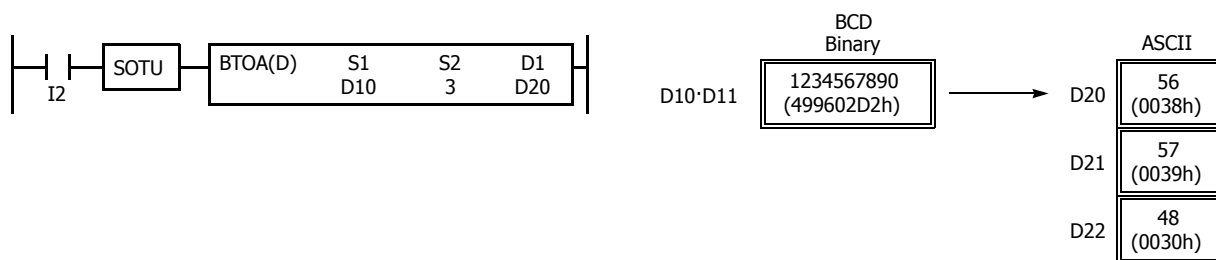 I2
SOTU
BTOA(D) S1 S2 D1
D10 3 D20
BCD
Binary
D10·D11
1234567890
(499602D2h)
ASCII
D20
56
(0038h)
D21
57
(0039h)
D22
48
(0030h)